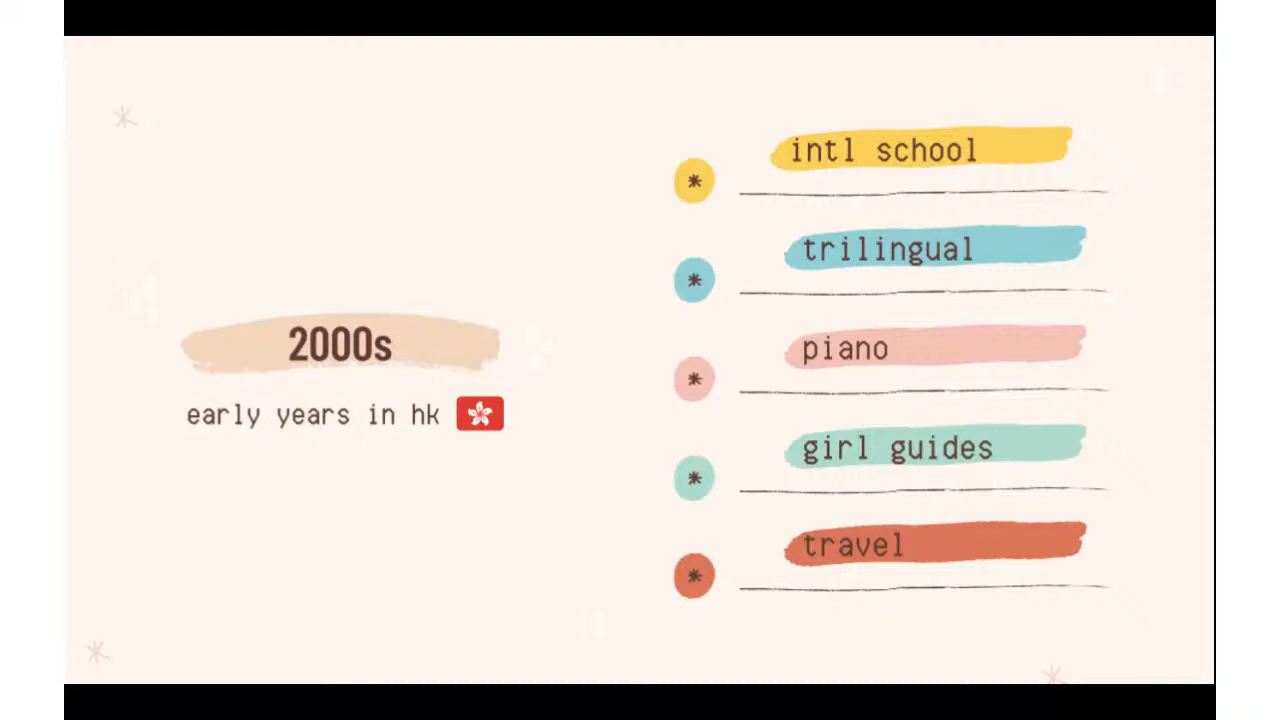 2000s
early years in hk
intl school
trilingual
piano
girl guides
travel